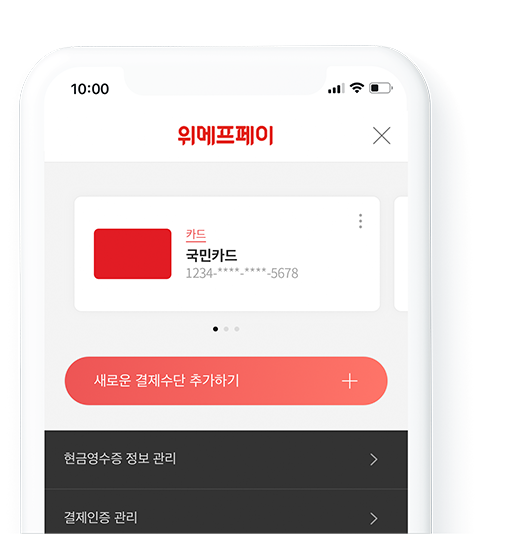 10:00
위메프페이
카드
국민카드
1234-****-****-5678
새로운 결제수단 추가하기
현금영수증 정보 관리
결제인증 관리